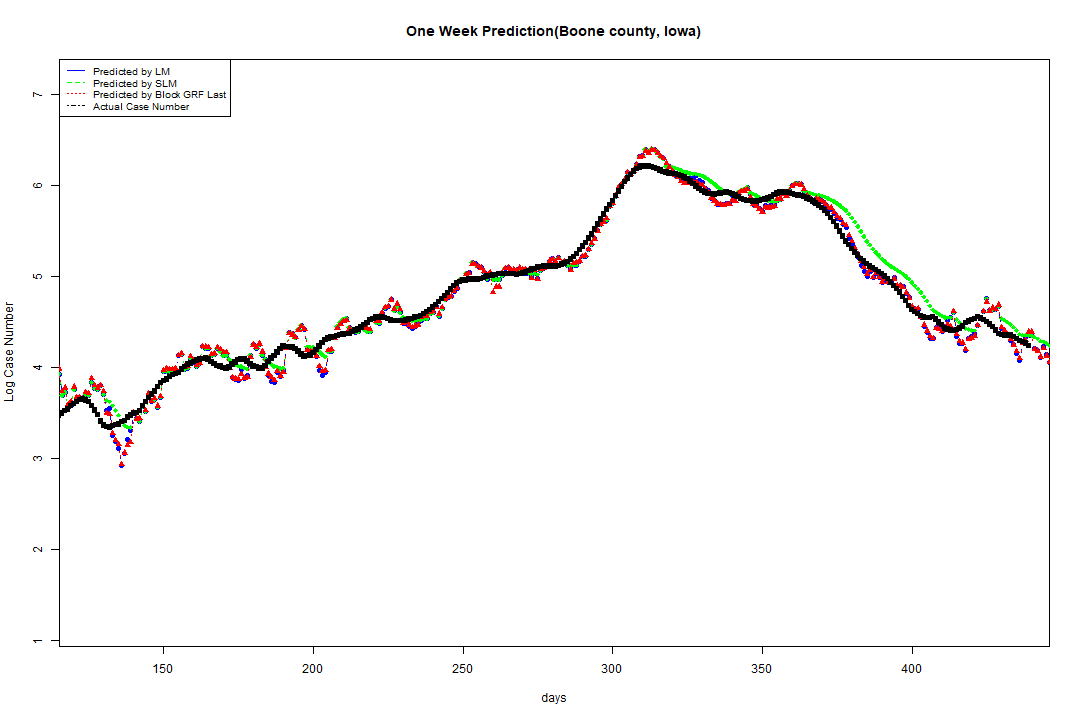 One Week Prediction(Boone county, Iowa)
Predicted by LM
Predicted by SLM
Predicted by Block GRF Last
Actual Case Number
7
6
5
4
3
2
1
Log Case Number
150 200 250 300 350 400
days